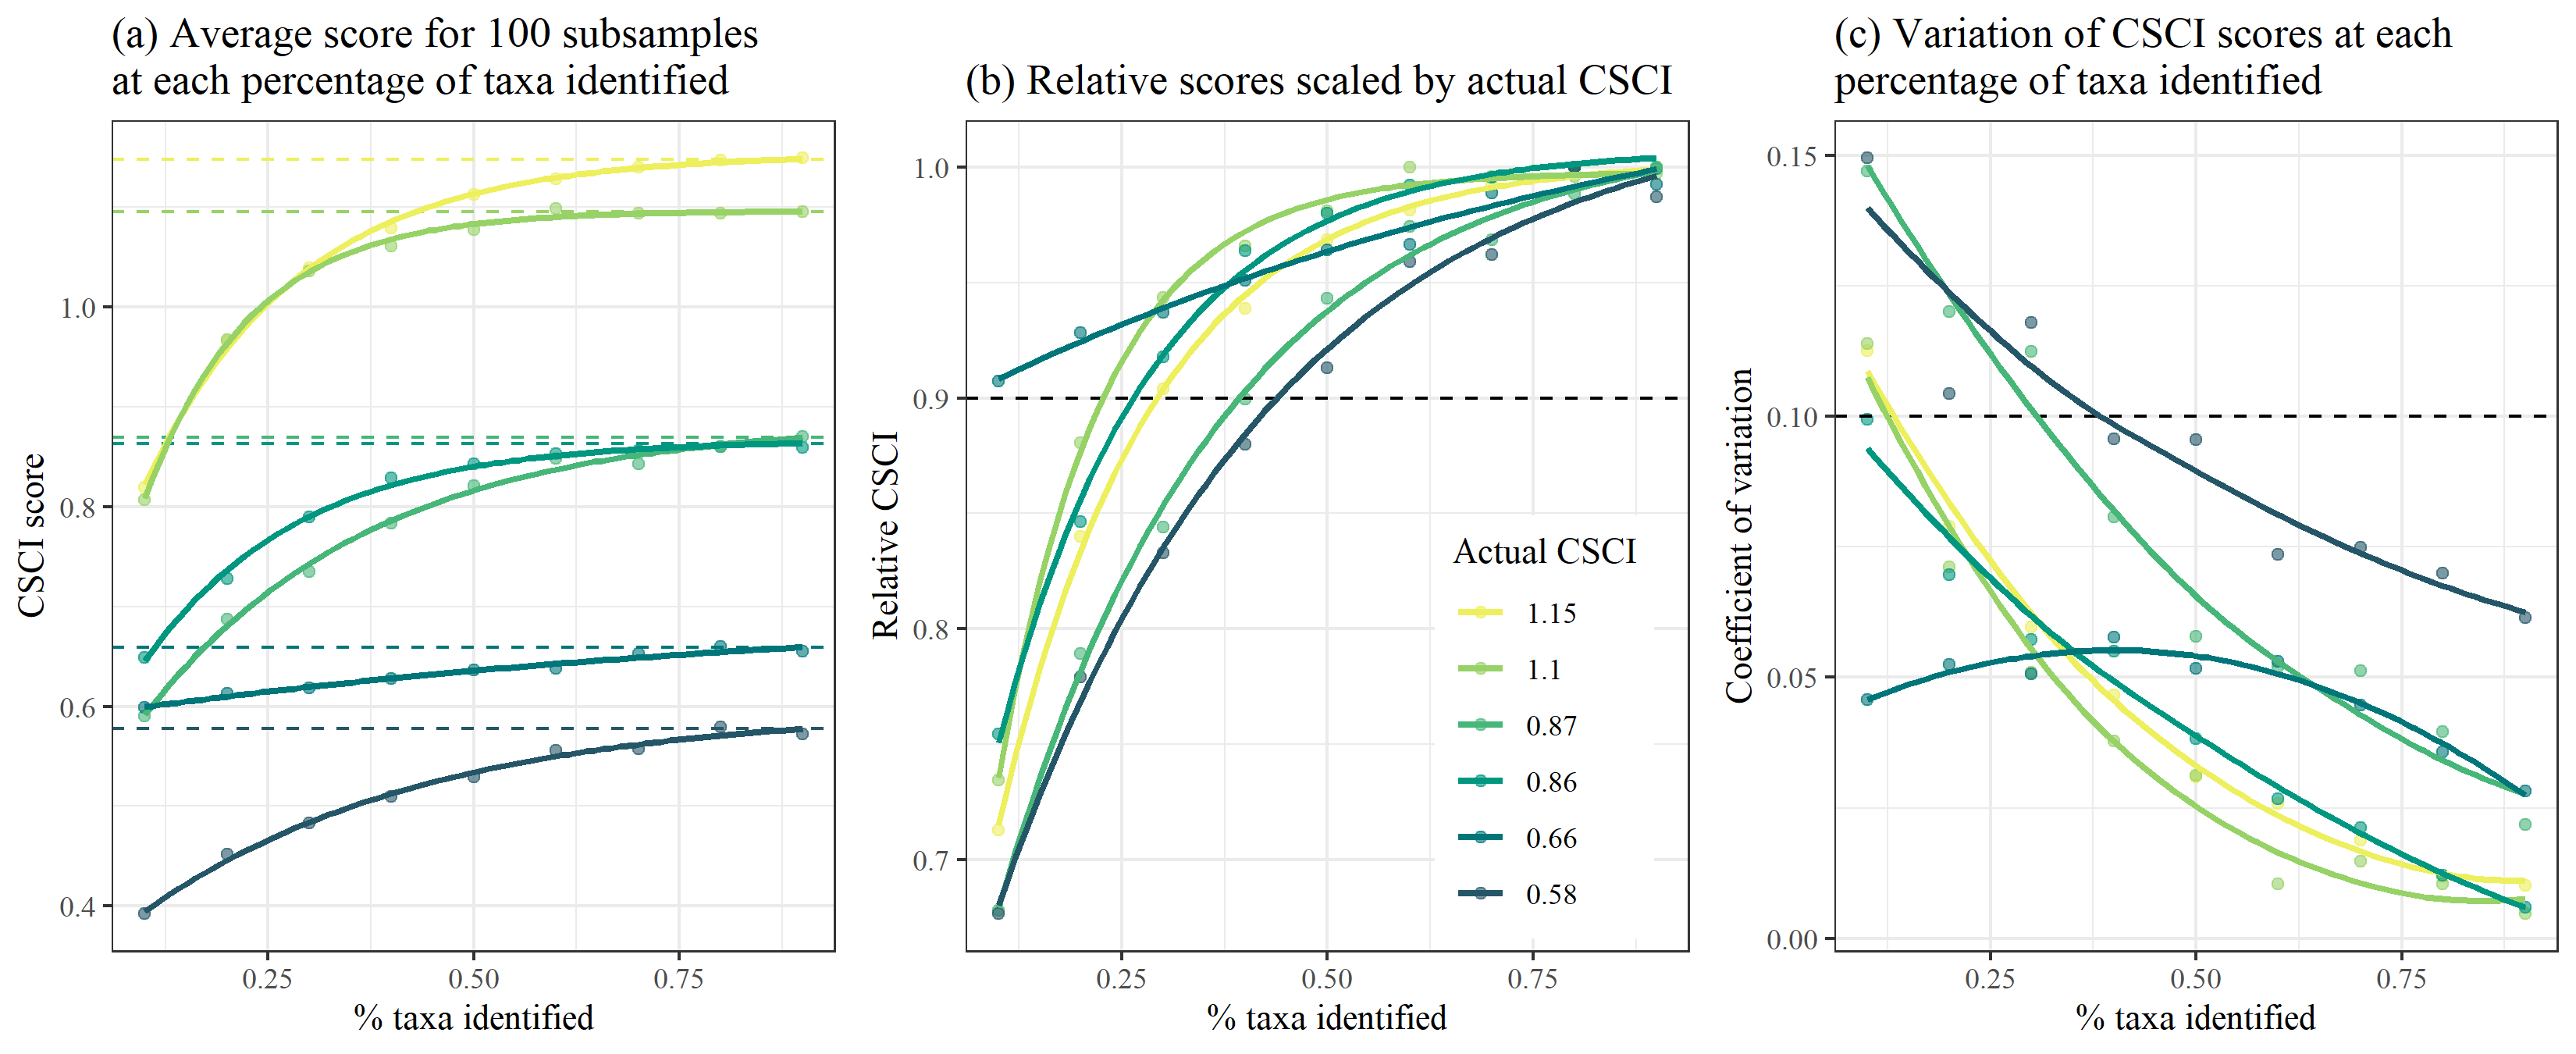 (a) Average score for 100 subsamples
at each percentage of taxa identified
CSCI score
1.0
0.8
0.6
0.4
0.25 0.50 0.75
% taxa identified
(b) Relative scores scaled by actual CSCI
Relative CSCI
1.0
0.9
0.8
0.7
Actual CSCI
1.15
1.1
0.87
0.86
0.66
0.58
0.25 0.50 0.75
% taxa identified
(c) Variation of CSCI scores at each
percentage of taxa identified
Coefficient of variation
0.15
0.10
0.05
0.00
0.25 0.50 0.75
% taxa identified